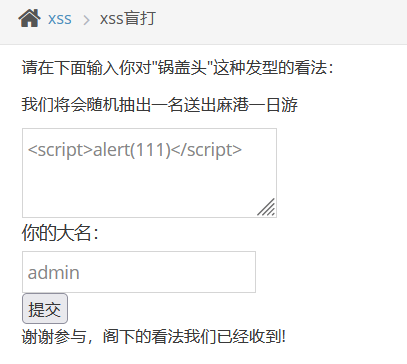 xss > xss盲打
请在下面输入你对"锅盖头"这种发型的看法：
我们将会随机抽出一名送出麻港一日游
<script>alert(111)</script>
你的大名：
admin
提交
谢谢参与，阁下的看法我们已经收到!